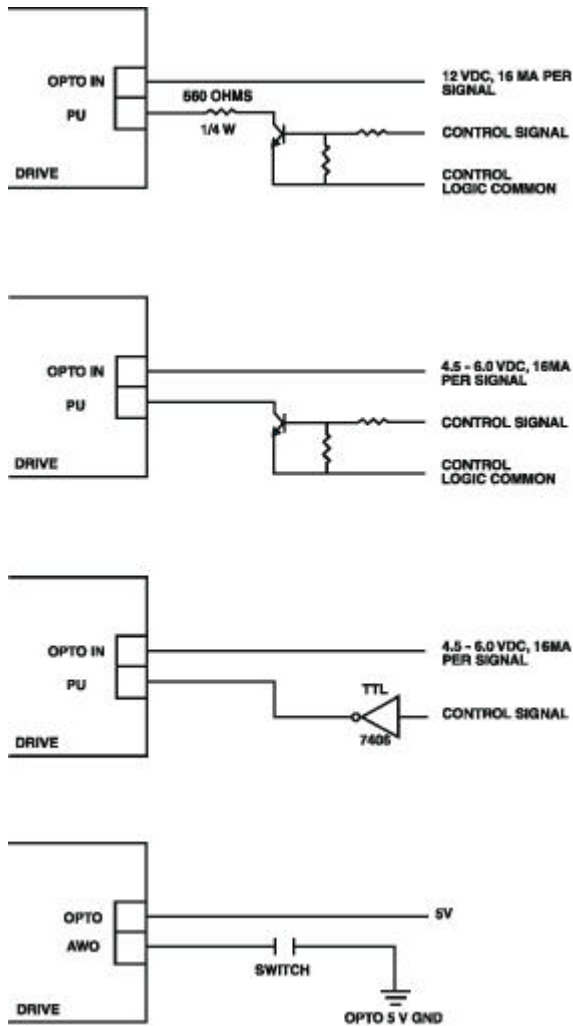 OPTO IN
12 VDC, 16 MA PER
SIGNAL
560 OHMS
PU
1/4 W
CONTROL SIGNAL
DRIVE
CONTROL
LOGIC COMMON
OPTO IN
4.5 - 6.0 VDC, 16MA
PER SIGNAL
PU
CONTROL SIGNAL
DRIVE
CONTROL
LOGIC COMMON
OPTO IN
4.5 - 6.0 VDC, 16MA
PER SIGNAL
PU
TTL
CONTROL SIGNAL
DRIVE
7406
OPTO
5V
AWO
SWITCH
DRIVE
OPTO 5 V GND